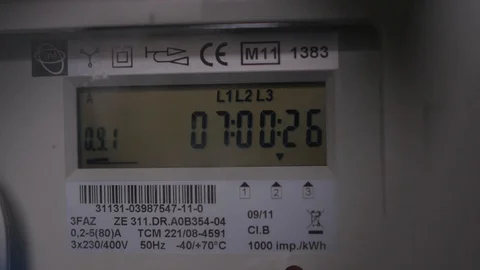 CE M11 1383
A L1 L2 L3
0.9.1 07:00:26
1 2 3
31131-03987547-11-0
3FAZ ZE 311.DR.A0B354-04 09/11
0,2-5(80)A TCM 221/08-4591 Cl.B
3x230/400V 50Hz -40/+70°C 1000 imp./kWh